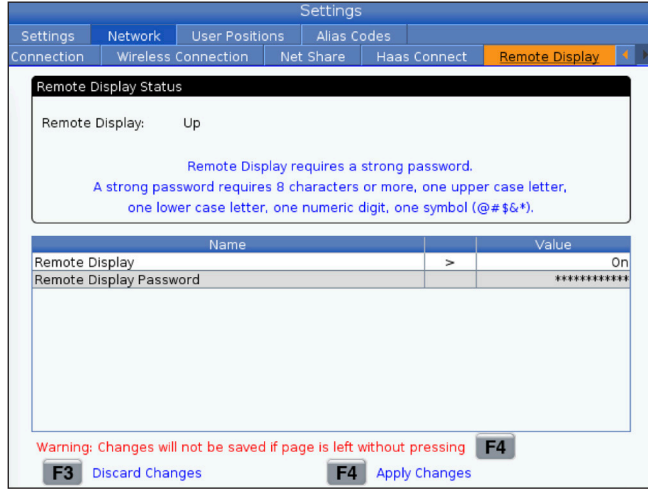 Settings
Settings Network User Positions Alias Codes
Connection Wireless Connection Net Share Haas Connect Remote Display
Remote Display Status
Remote Display: Up
Remote Display requires a strong password.
A strong password requires 8 characters or more, one upper case letter,
one lower case letter, one numeric digit, one symbol (@#$&*).
Name Value
Remote Display > On
Remote Display Password ************
Warning: Changes will not be saved if page is left without pressing F4
F3 Discard Changes F4 Apply Changes